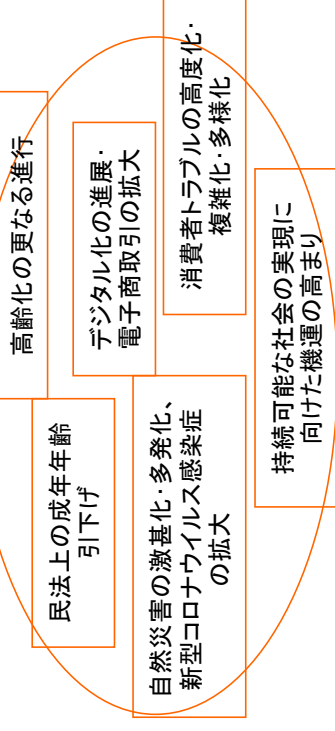 高齢化の更なる進行
民法上の成年年齢
引下げ
デジタル化の進展・
電子商取引の拡大
消費者トラブルの高度化・
複雑化・多様化
自然災害の激甚化・多発化、
新型コロナウイルス感染症
の拡大
持続可能な社会の実現に
向けた機運の高まり